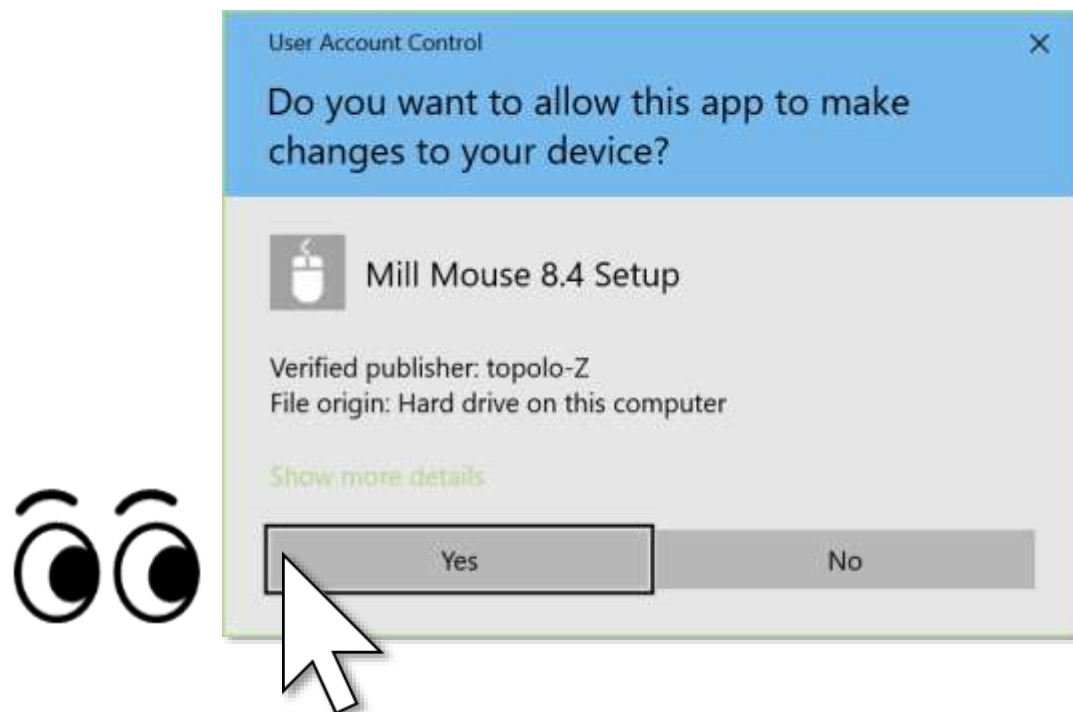 User Account Control
Do you want to allow this app to make
changes to your device?
Mill Mouse 8.4 Setup
Verified publisher: topolo-Z
File origin: Hard drive on this computer
Show more details
Yes No